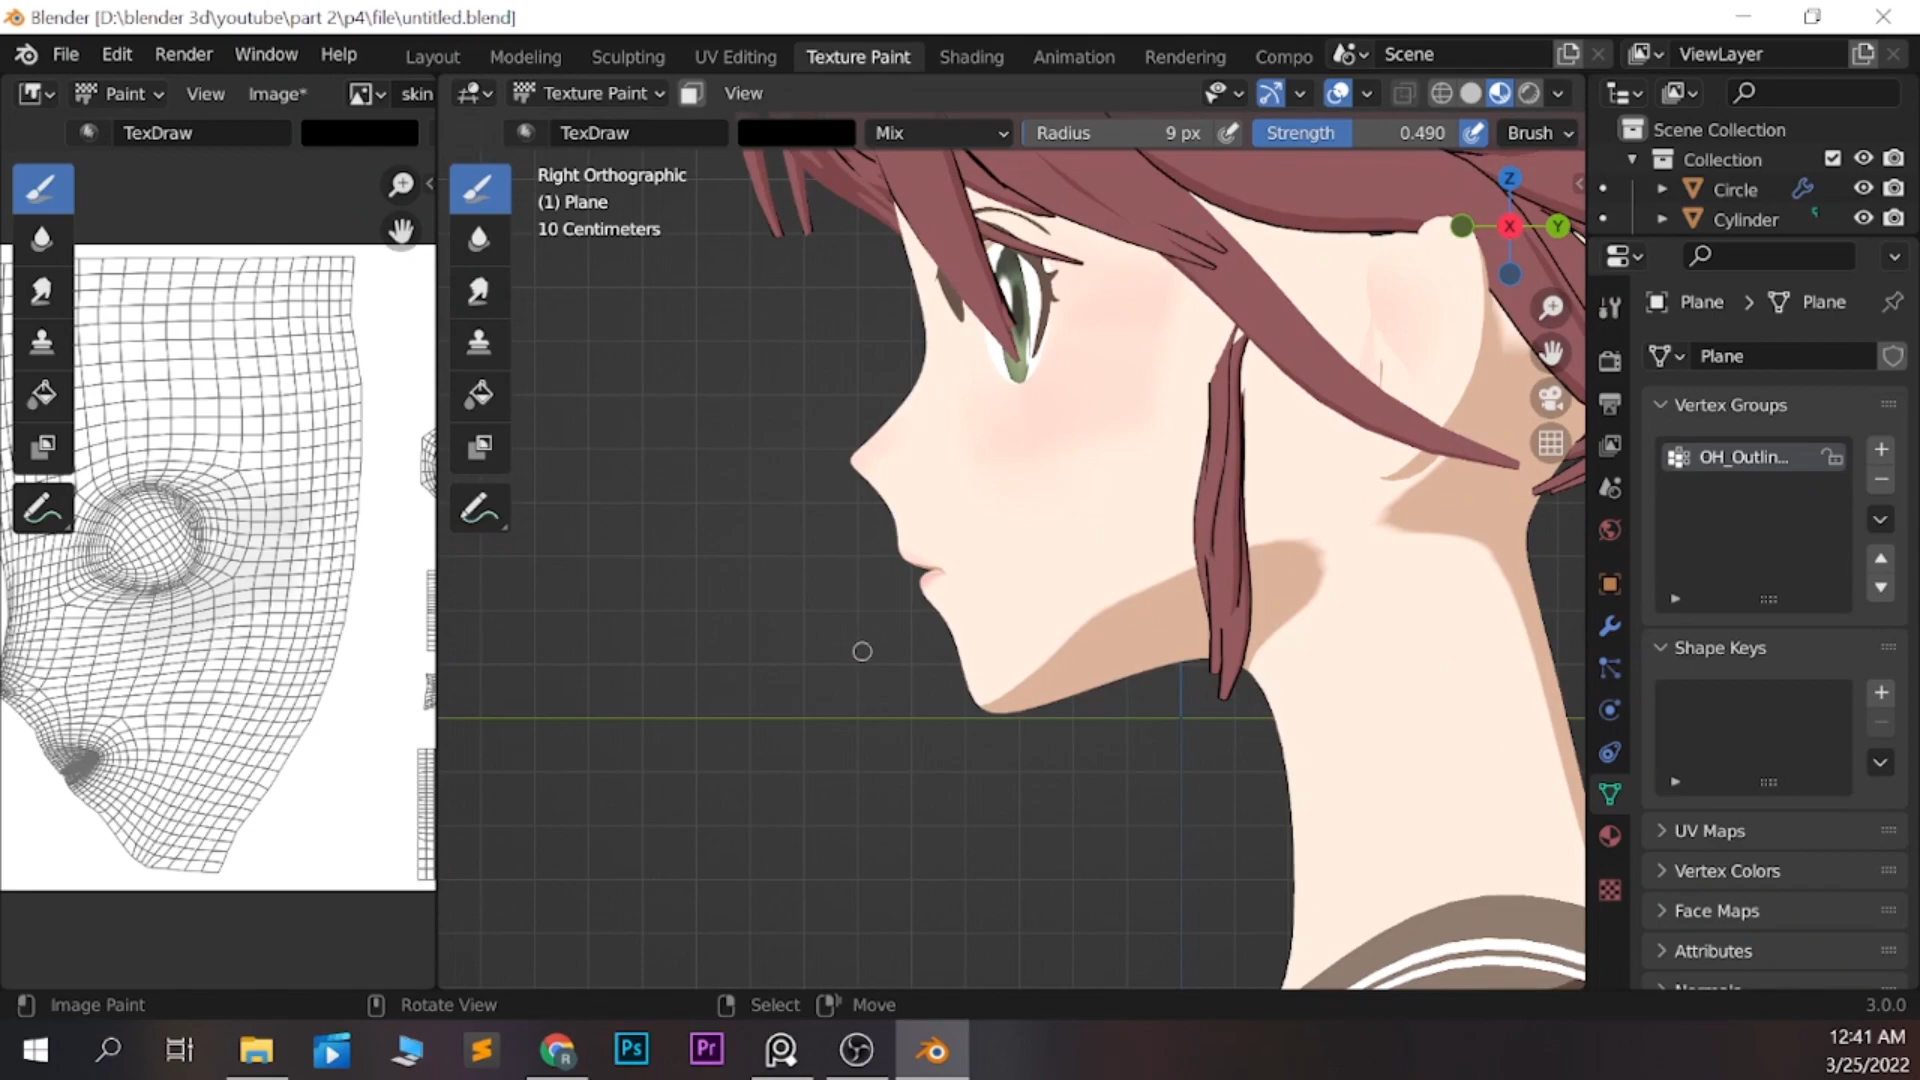 Blender [D:\blender 3d\youtube\part 2\p4\file\untitled.blend]
File Edit Render Window Help Layout Modeling Sculpting UV Editing Texture Paint Shading Animation Rendering Compo Scene ViewLayer
Paint View Image* skin Texture Paint View
TexDraw TexDraw Mix Radius 9 px Strength 0.490 Brush
Scene Collection
Collection
Circle
Cylinder
Right Orthographic
(1) Plane
10 Centimeters
Z
X
Y
Plane > Plane
Plane
Vertex Groups
OH_Outlin...
Shape Keys
UV Maps
Vertex Colors
Face Maps
Attributes
Normals
Image Paint Rotate View Select Move 3.0.0
R Ps Pr
12:41 AM
3/25/2022